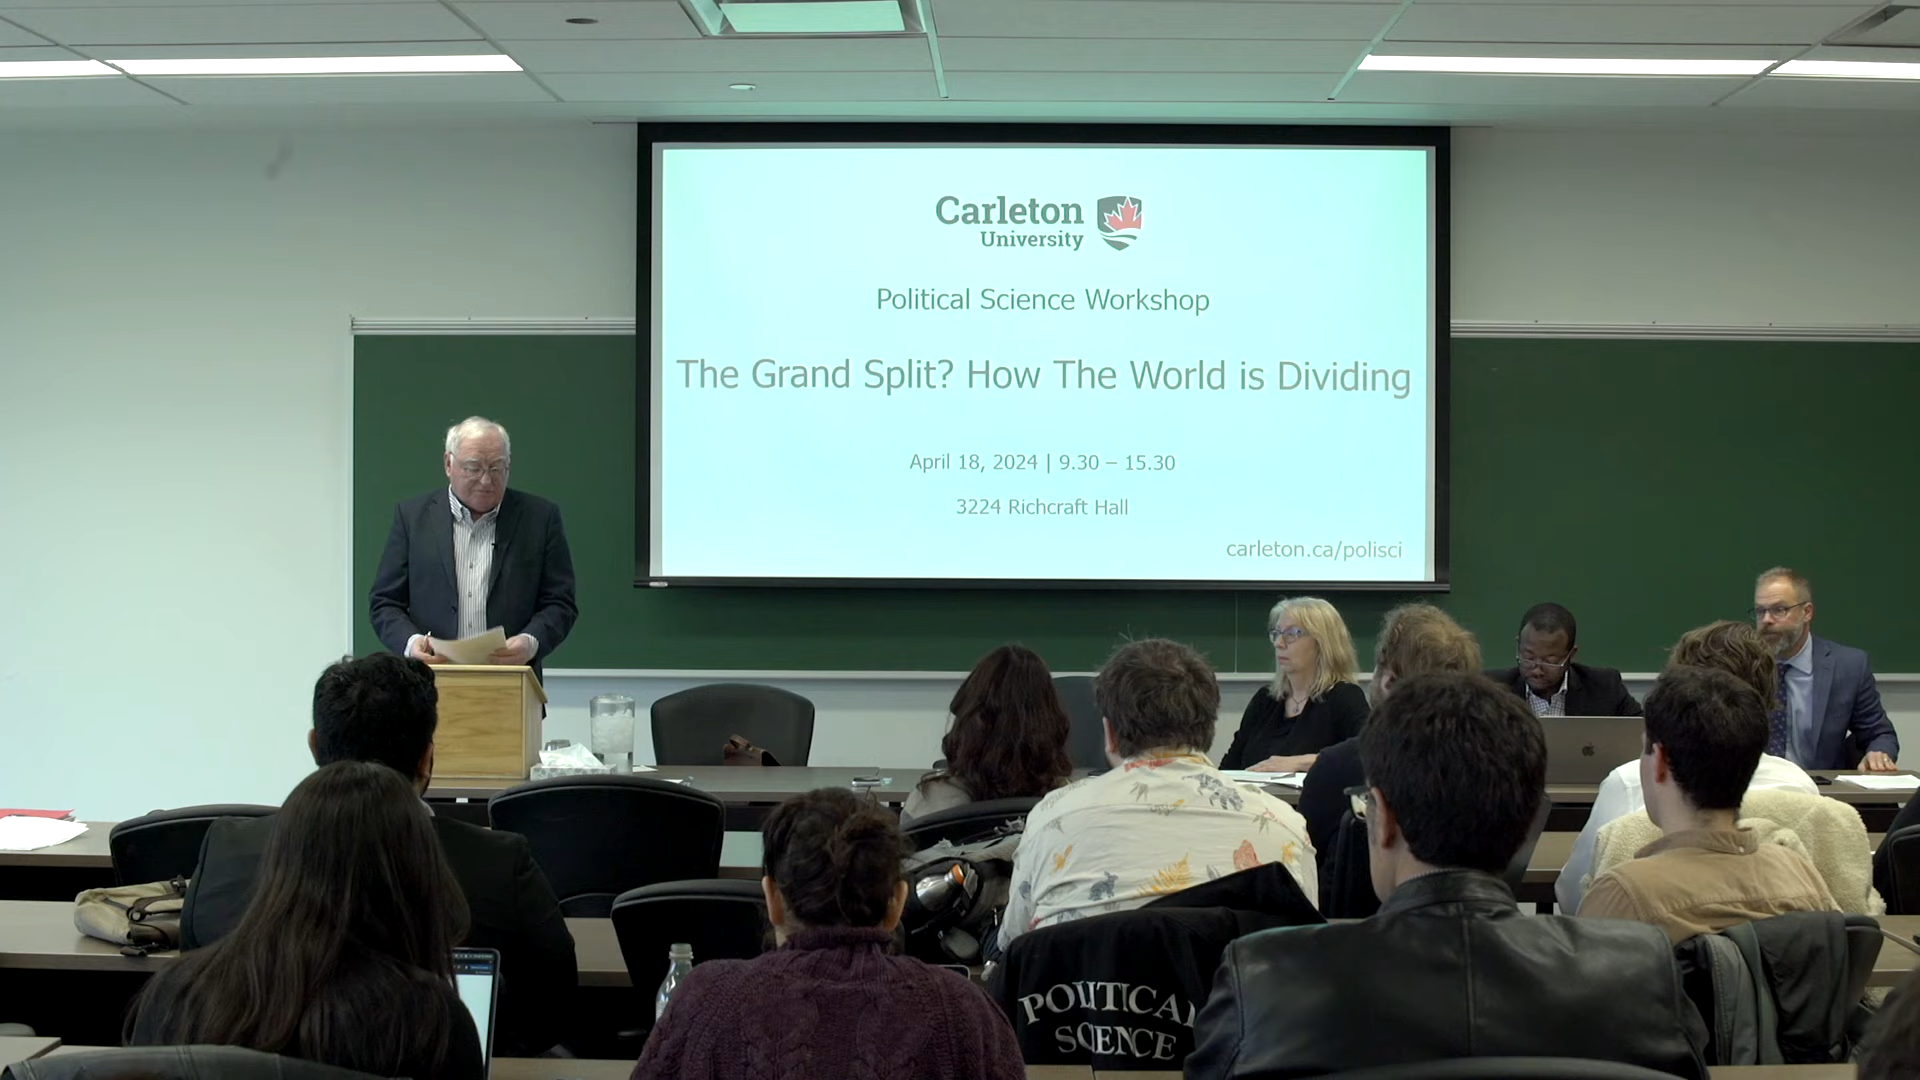 Carleton
University
Political Science Workshop
The Grand Split? How The World is Dividing
April 18, 2024 | 9.30 – 15.30
3224 Richcraft Hall
carleton.ca/polisci
POLITICAL
SCIENCE